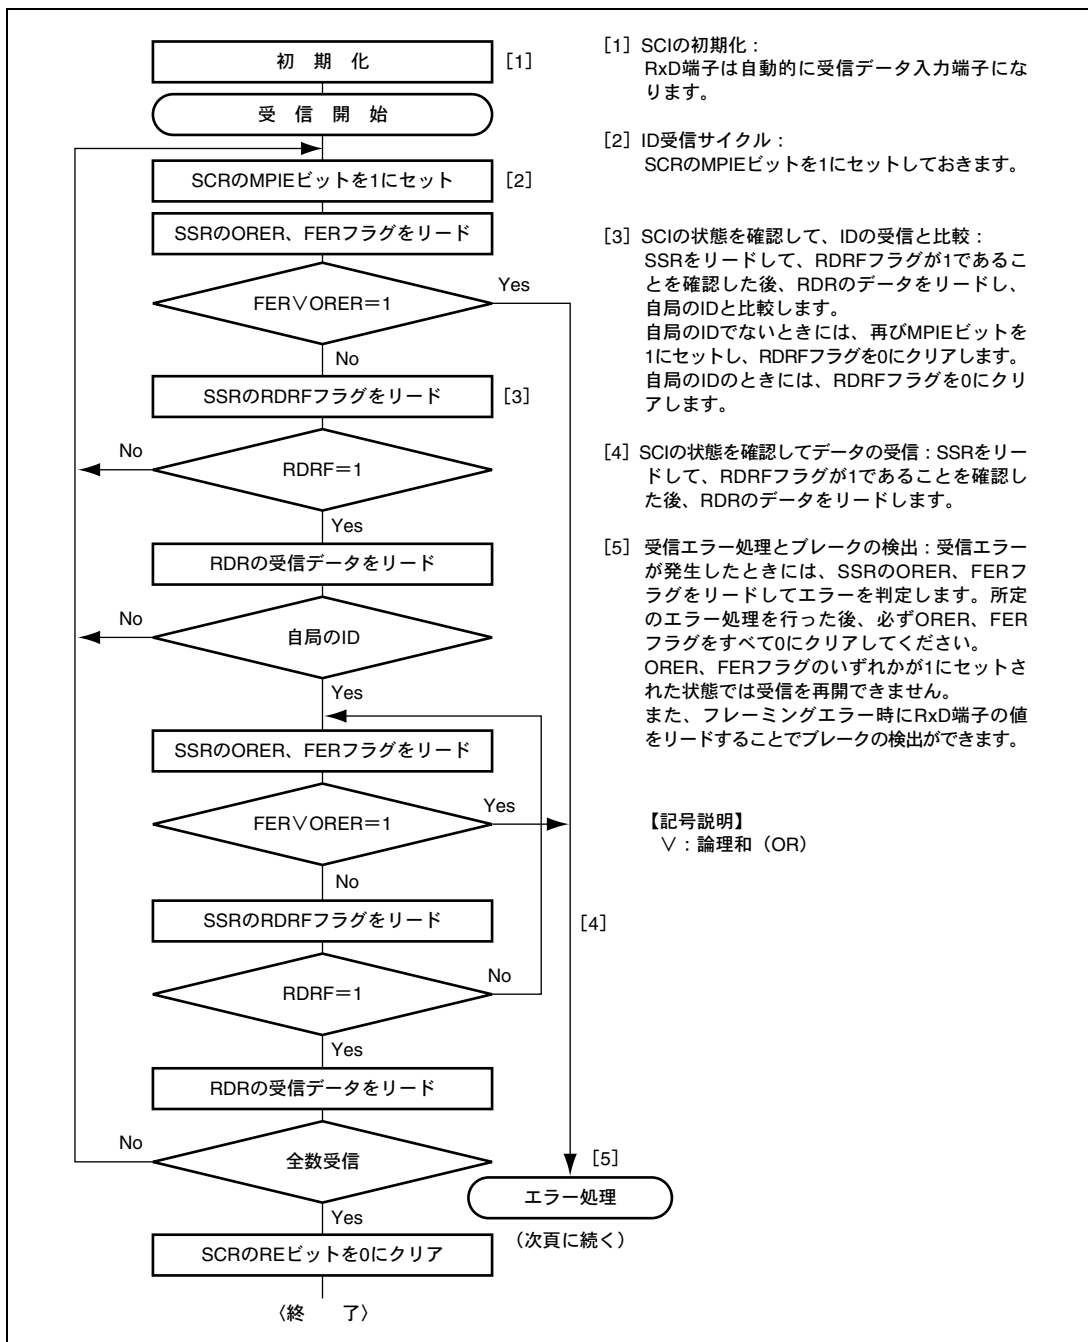 初　期　化
[1]
受　信　開　始
SCRのMPIEビットを1にセット
[2]
SSRのORER、FERフラグをリード
FER∨ORER＝1
Yes
No
SSRのRDRFフラグをリード
[3]
RDRF＝1
No
Yes
RDRの受信データをリード
自局のID
No
Yes
SSRのORER、FERフラグをリード
FER∨ORER＝1
Yes
No
SSRのRDRFフラグをリード
[4]
RDRF＝1
No
Yes
RDRの受信データをリード
全数受信
No
Yes
SCRのREビットを0にクリア
〈終　　了〉
[5]
エラー処理
（次頁に続く）
[1] SCIの初期化：
RxD端子は自動的に受信データ入力端子にな
ります。
[2] ID受信サイクル：
SCRのMPIEビットを1にセットしておきます。
[3] SCIの状態を確認して、IDの受信と比較：
SSRをリードして、RDRFフラグが1であるこ
とを確認した後、RDRのデータをリードし、
自局のIDと比較します。
自局のIDでないときには、再びMPIEビットを
1にセットし、RDRFフラグを0にクリアします。
自局のIDのときには、RDRFフラグを0にクリ
アします。
[4] SCIの状態を確認してデータの受信：SSRをリー
ドして、RDRFフラグが1であることを確認し
た後、RDRのデータをリードします。
[5] 受信エラー処理とブレークの検出：受信エラー
が発生したときには、SSRのORER、FERフ
ラグをリードしてエラーを判定します。所定
のエラー処理を行った後、必ずORER、FER
フラグをすべて0にクリアしてください。
ORER、FERフラグのいずれかが1にセットさ
れた状態では受信を再開できません。
また、フレーミングエラー時にRxD端子の値
をリードすることでブレークの検出ができます。
【記号説明】
∨：論理和（OR）